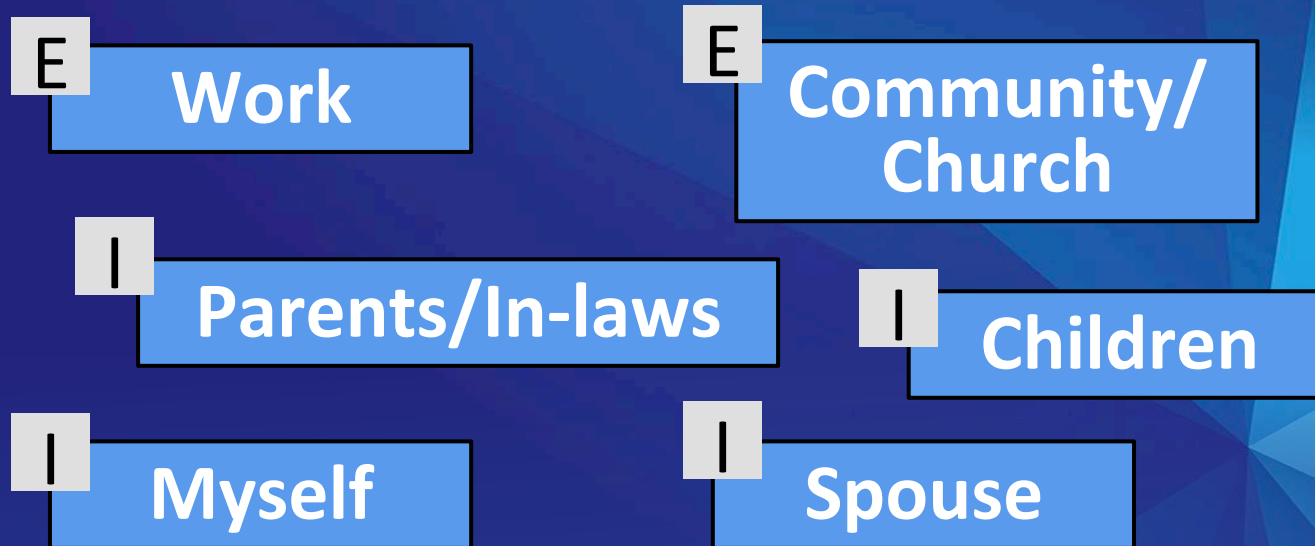 E
Work
E
Community/
Church
I
Parents/In-laws
I
Children
I
Myself
I
Spouse